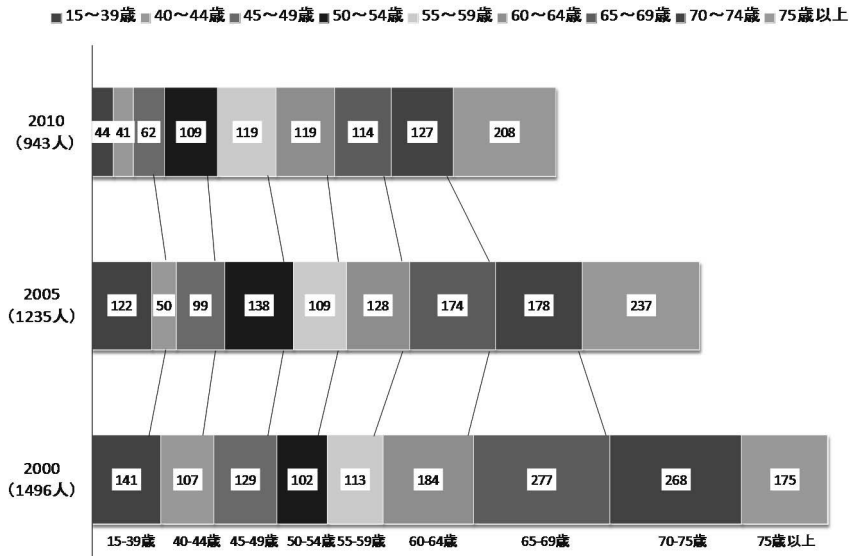 ■15～39歳 ■40～44歳 ■45～49歳 ■50～54歳 ■55～59歳 ■60～64歳 ■65～69歳 ■70～74歳 ■75歳以上
2010
（943人）
44 41 62 109 119 119 114 127 208
2005
（1235人）
122 50 99 138 109 128 174 178 237
2000
（1496人）
141 107 129 102 113 184 277 268 175
15-39歳 40-44歳 45-49歳 50-54歳 55-59歳 60-64歳 65-69歳 70-75歳 75歳以上